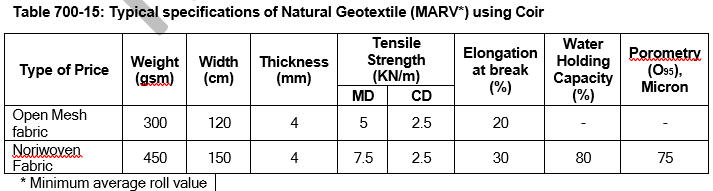 Table 700-15: Typical specifications of Natural Geotextile (MARV*) using Coir
Type of Price Weight (gsm) Width (cm) Thickness (mm) Tensile Strength (KN/m) MD CD Elongation at break (%) Water Holding Capacity (%) Porometry (O95), Micron
Open Mesh fabric 300 120 4 5 2.5 20 - -
Noriwoven Fabric 450 150 4 7.5 2.5 30 80 75
* Minimum average roll value